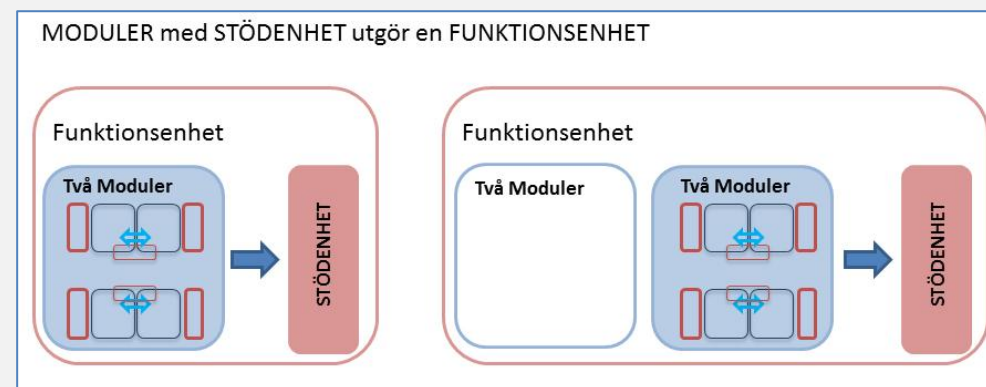 MODULER med STÖDENHET utgör en FUNKTIONSENHET
Funktionsenhet
Två Moduler
STÖDENHET
Funktionsenhet
Två Moduler
Två Moduler
STÖDENHET